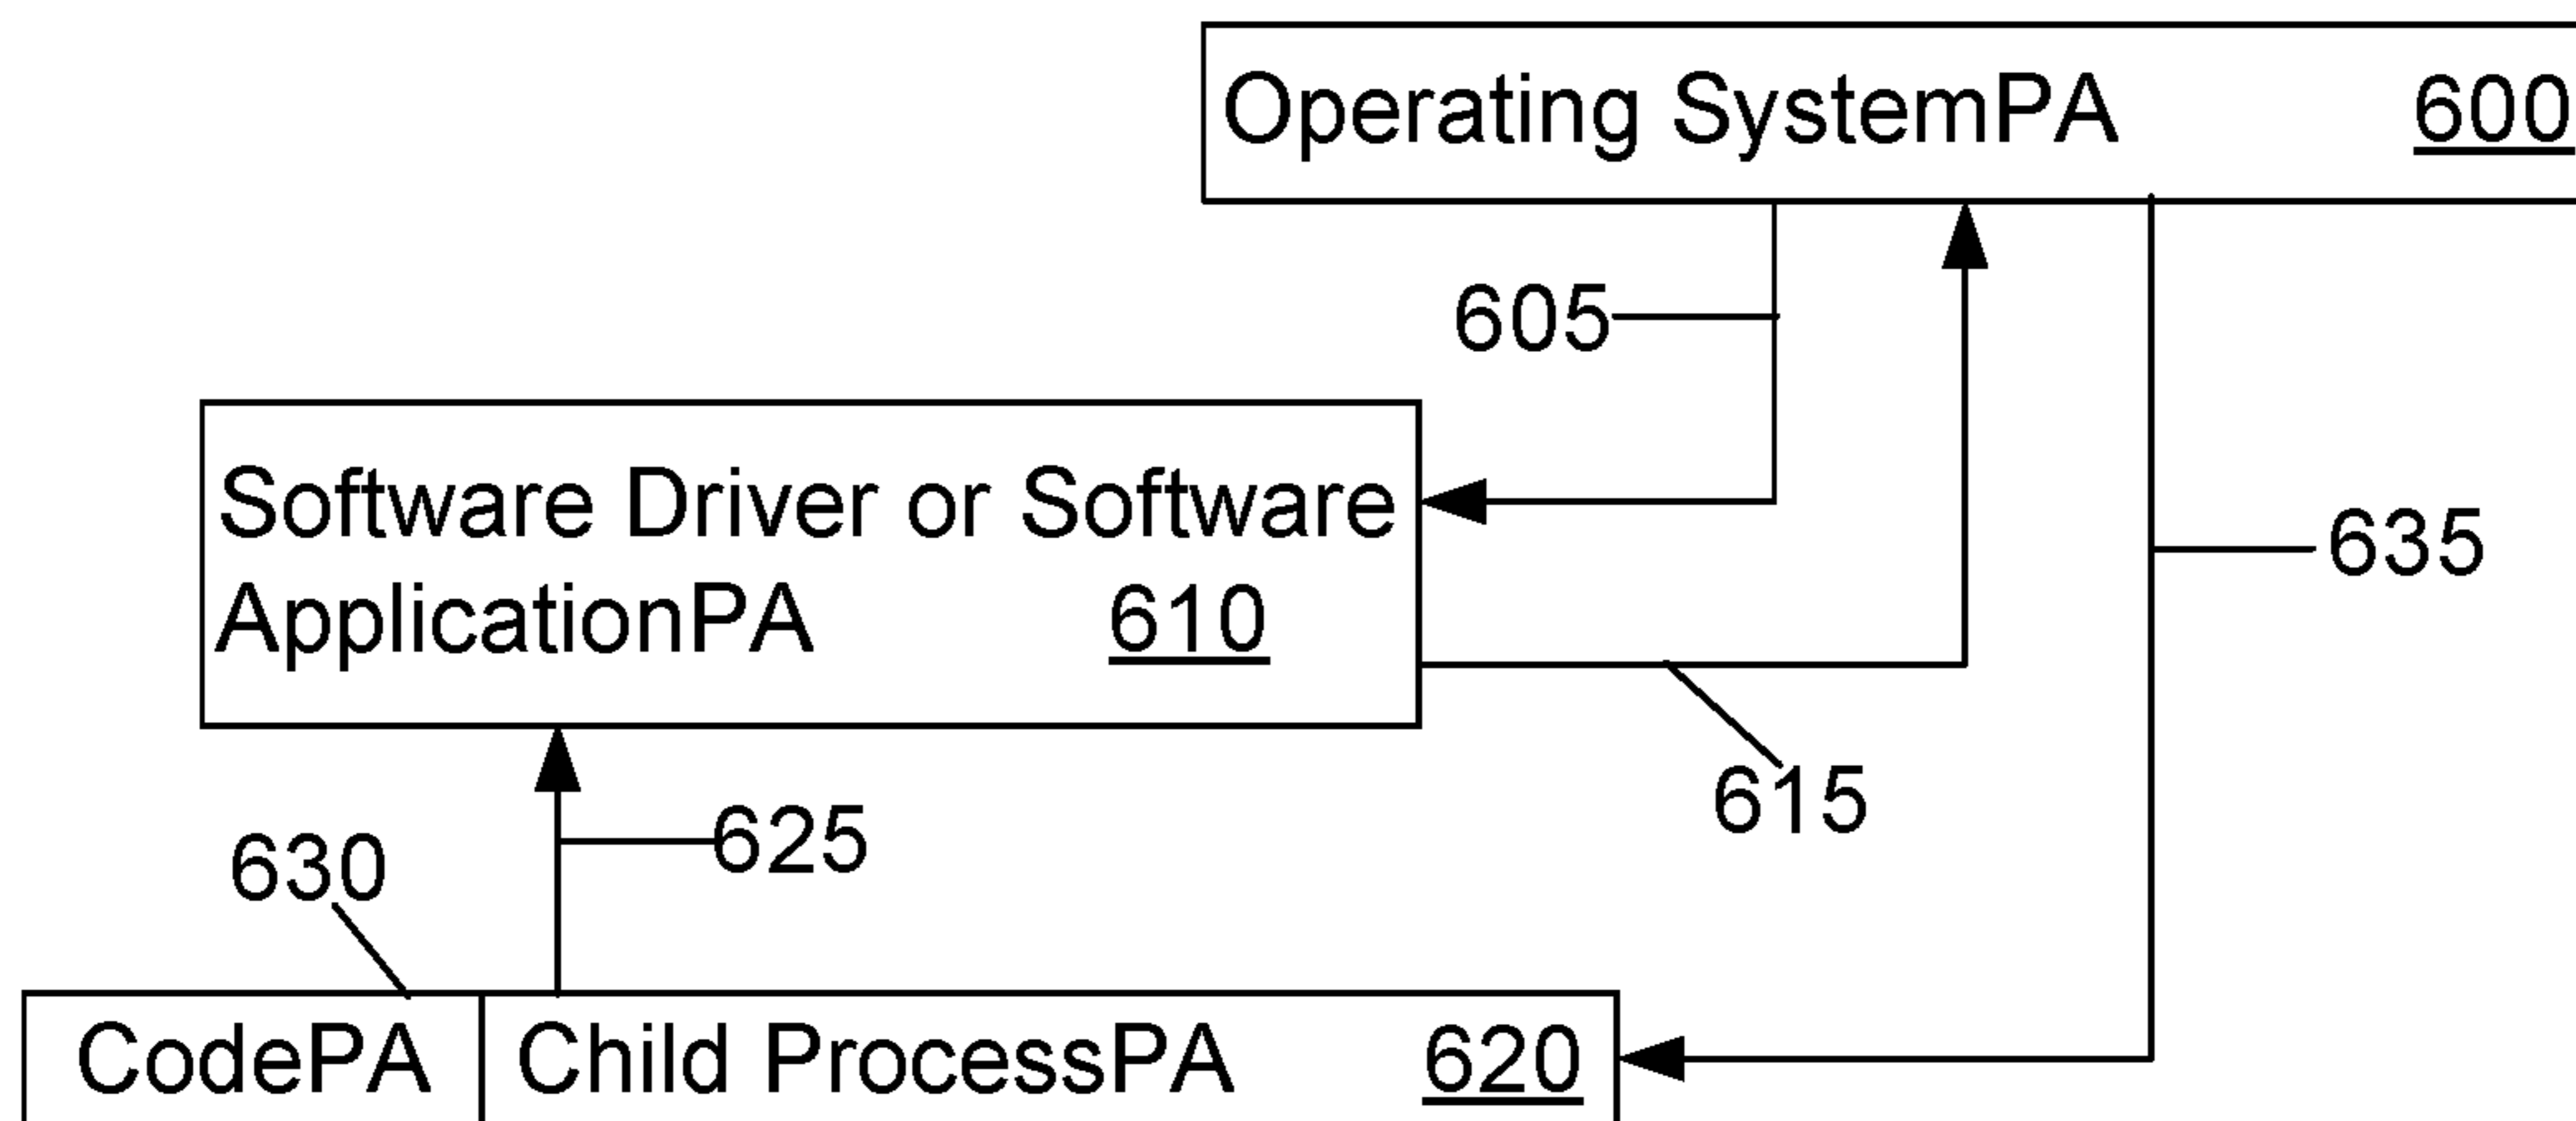 Operating SystemPA 600
605
Software Driver or Software
635
ApplicationPA 610
615
625
630
CodePA Child ProcessPA 620